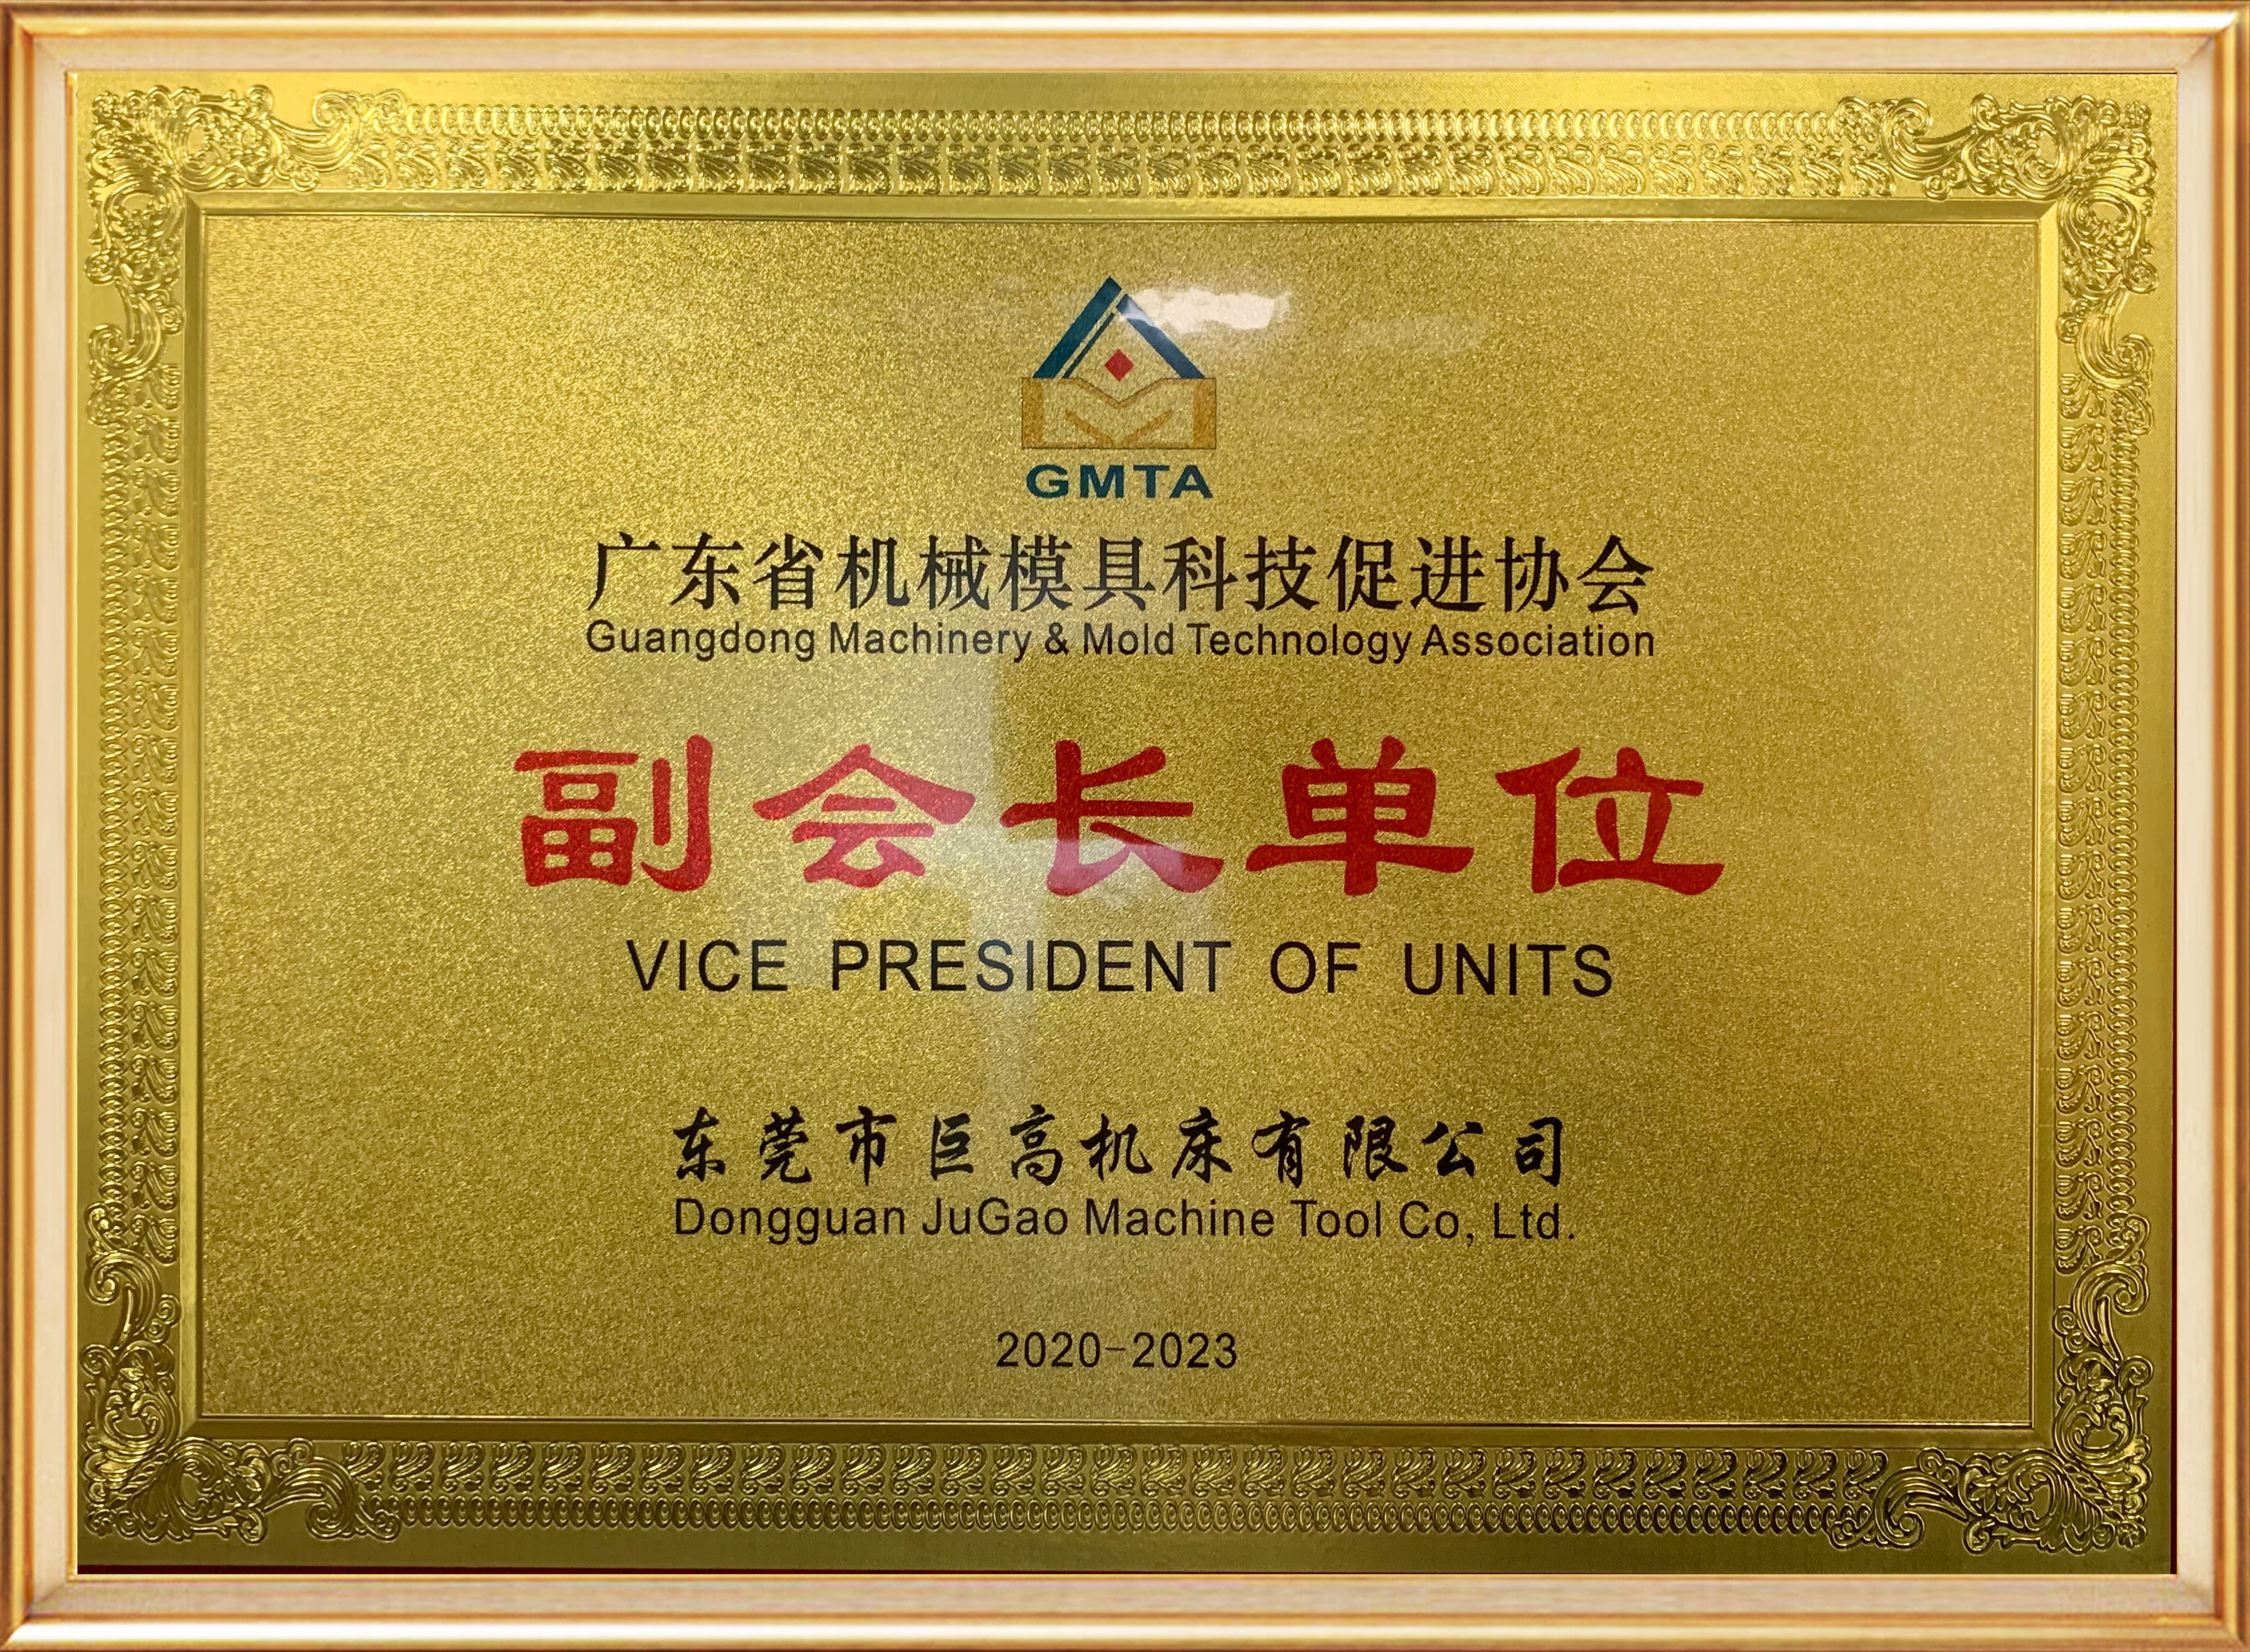 GMTA
广东省机械模具科技促进协会
Guangdong Machinery & Mold Technology Association
副会长单位
VICE PRESIDENT OF UNITS
东莞市巨高机床有限公司
Dongguan JuGao Machine Tool Co, Ltd.
2020-2023